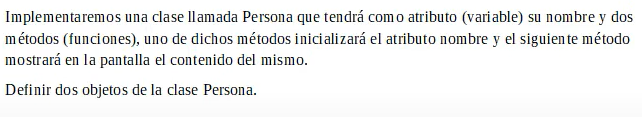 Implementaremos una clase llamada Persona que tendrá como atributo (variable) su nombre y dos
métodos (funciones), uno de dichos métodos inicializará el atributo nombre y el siguiente método
mostrará en la pantalla el contenido del mismo.
Definir dos objetos de la clase Persona.